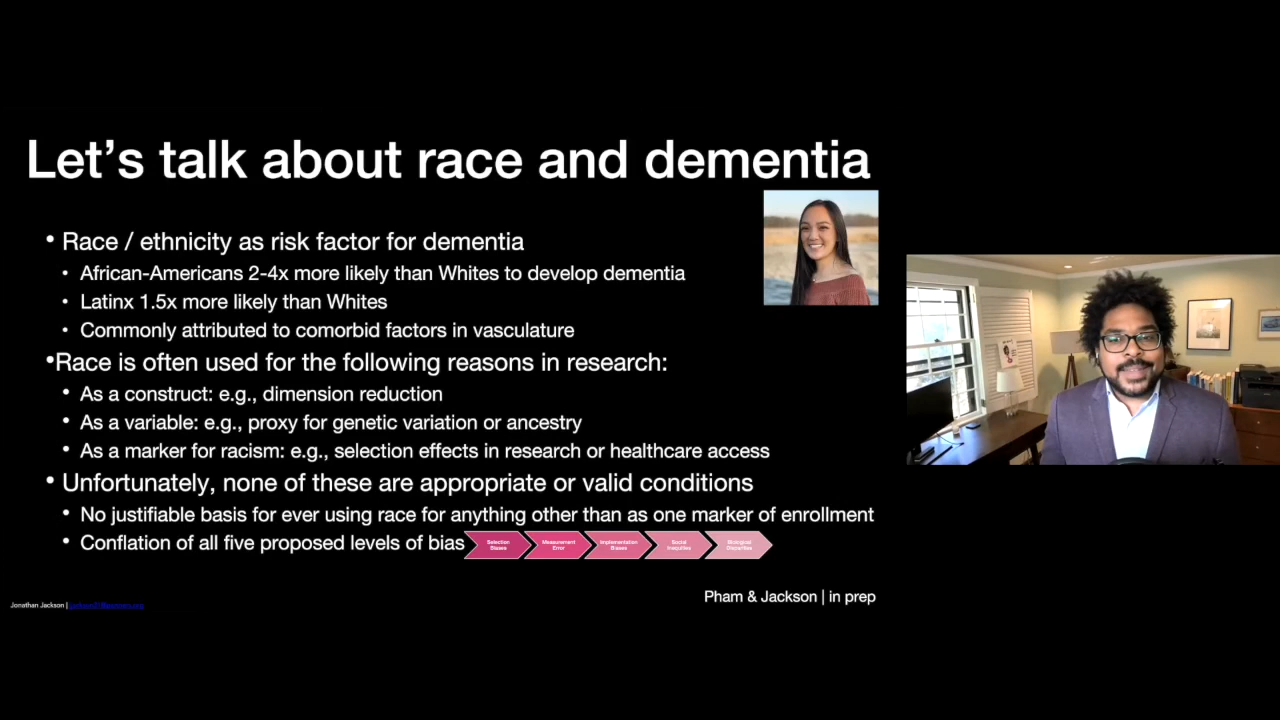 Let's talk about race and dementia
• Race / ethnicity as risk factor for dementia
• African-Americans 2-4x more likely than Whites to develop dementia
• Latinx 1.5x more likely than Whites
• Commonly attributed to comorbid factors in vasculature
•Race is often used for the following reasons in research:
• As a construct: e.g., dimension reduction
• As a variable: e.g., proxy for genetic variation or ancestry
• As a marker for racism: e.g., selection effects in research or healthcare access
• Unfortunately, none of these are appropriate or valid conditions
• No justifiable basis for ever using race for anything other than as one marker of enrollment
• Conflation of all five proposed levels of bias
Selection Biases
Measurement Error
Implementation Biases
Social Inequities
Biological Disparities
Pham & Jackson | in prep
Jonathan Jackson |